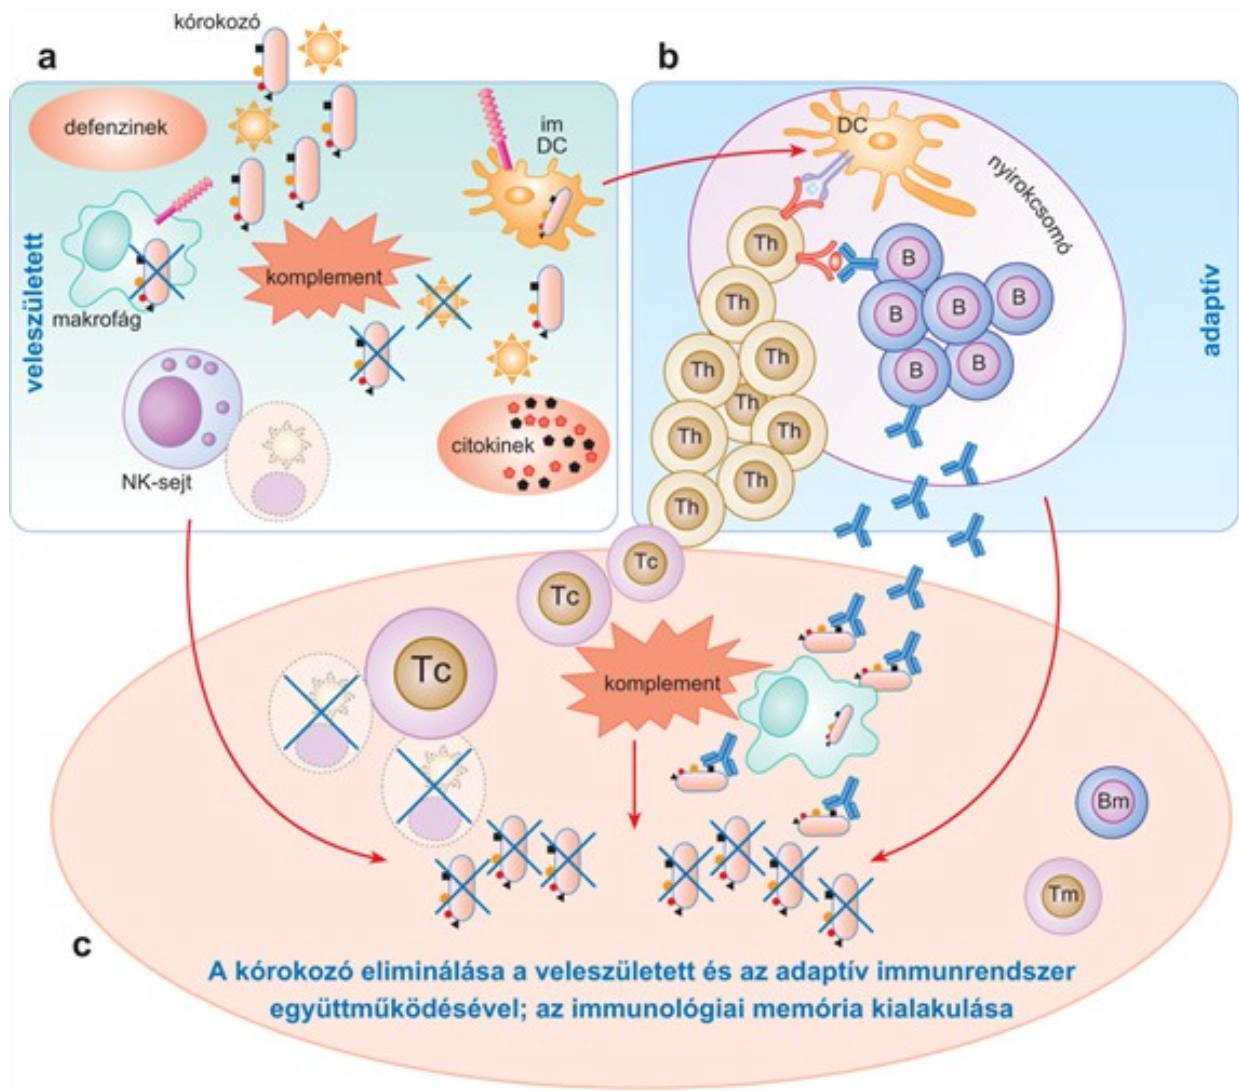 kórokozó
a
defenzinek
im
DC
veleszületett
makrofág
komplement
NK-sejt
citokinek
b
DC
nyirokcsomó
adaptív
Th
Th
Th
Th
Th
Th
Th
Th
Th
B
B
B
B
B
B
Tc
Tc
Tc
komplement
Bm
Tm
c
A kórokozó eliminálása a veleszületett és az adaptív immunrendszer
együttműködésével; az immunológiai memória kialakulása